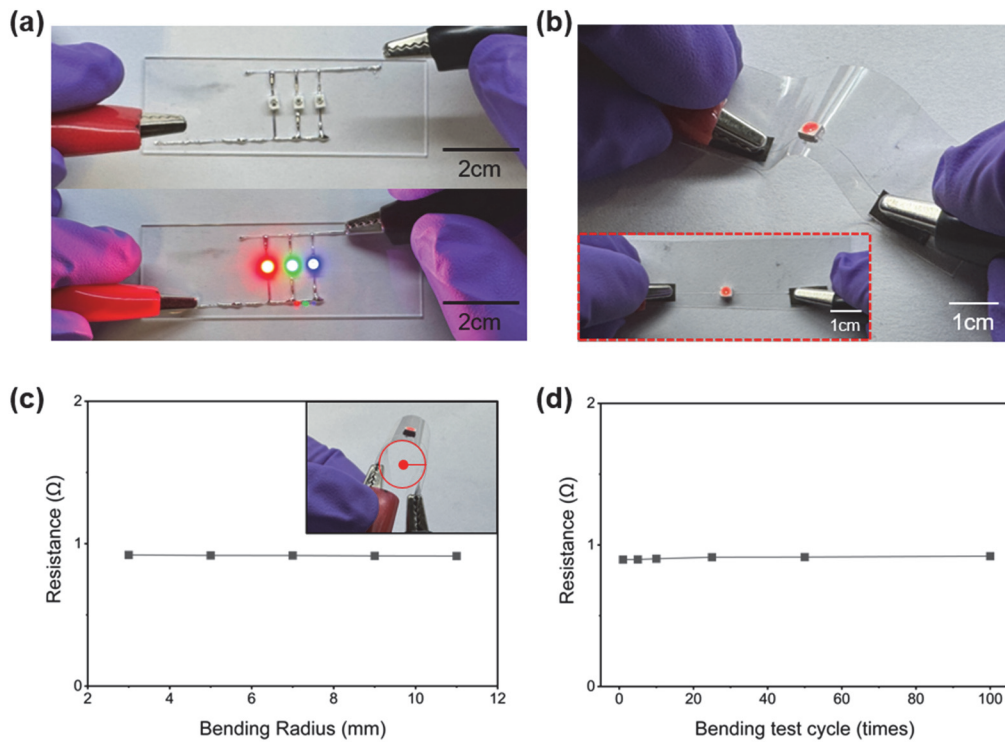 (a)
2cm
2cm
(b)
1cm
1cm
(c)
2
1
0
Resistance (Ω)
2 4 6 8 10 12
Bending Radius (mm)
(d)
2
1
0
Resistance (Ω)
0 20 40 60 80 100
Bending test cycle (times)